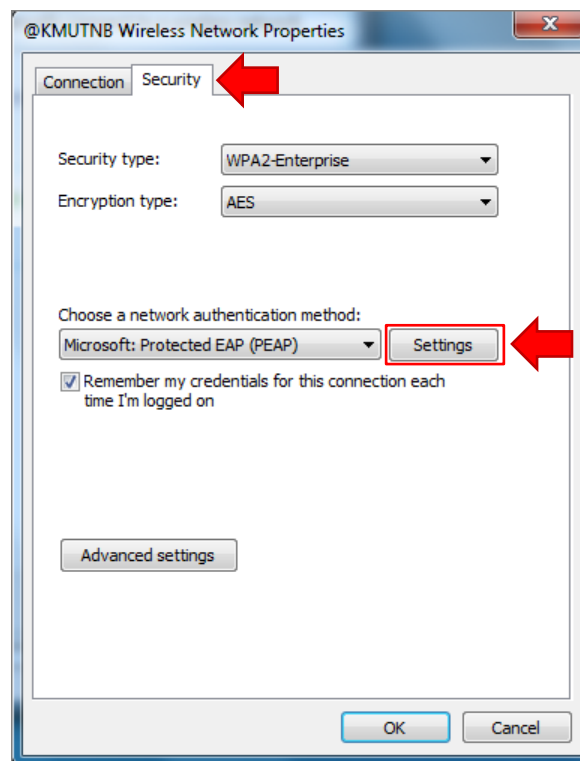 @KMUTNB Wireless Network Properties
X
Connection Security
Security type: WPA2-Enterprise
Encryption type: AES
Choose a network authentication method:
Microsoft: Protected EAP (PEAP) Settings
Remember my credentials for this connection each
time I'm logged on
Advanced settings
OK Cancel